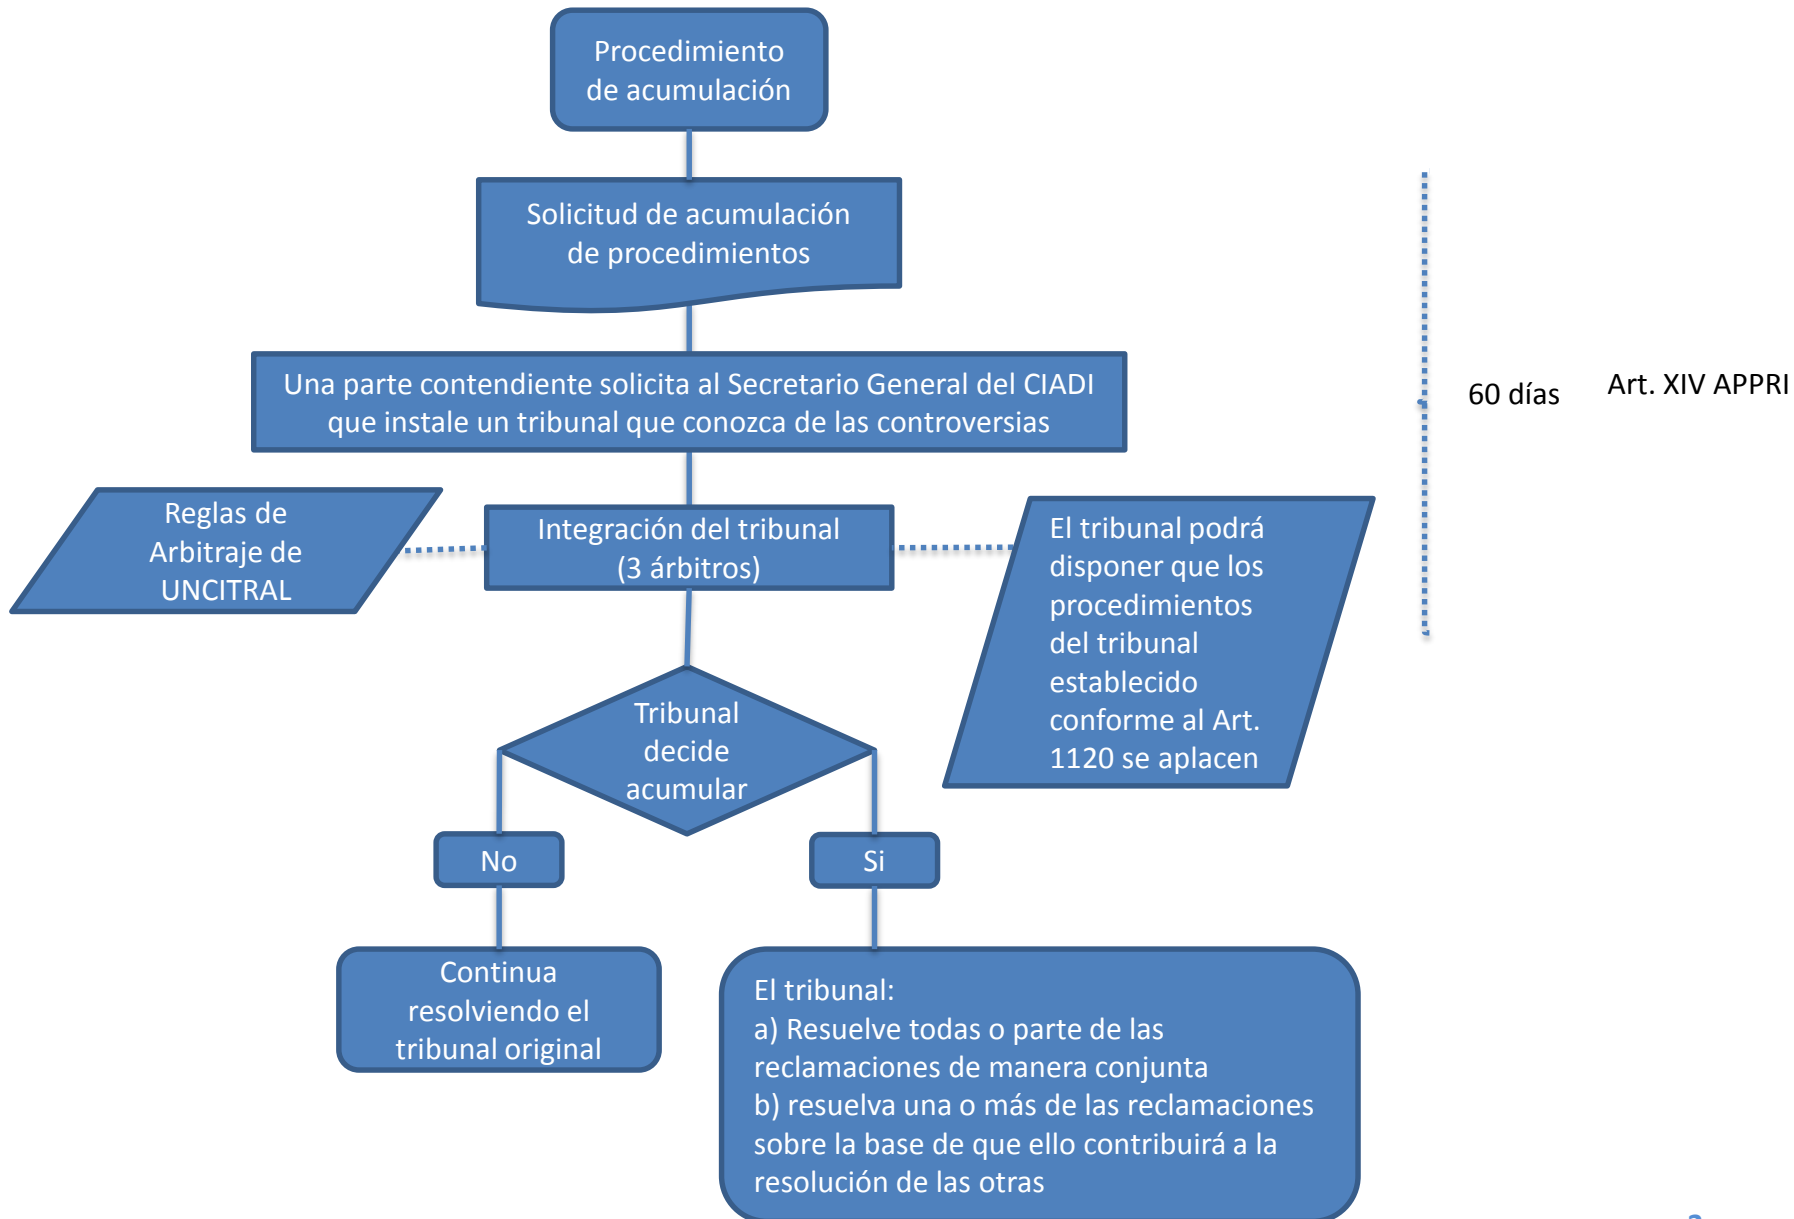 Procedimiento
de acumulación
Solicitud de acumulación
de procedimientos
Una parte contendiente solicita al Secretario General del CIADI
que instale un tribunal que conozca de las controversias
60 días
Art. XIV APPRI
Reglas de
Arbitraje de
UNCITRAL
Integración del tribunal
(3 árbitros)
El tribunal podrá
disponer que los
procedimientos
del tribunal
establecido
conforme al Art.
1120 se aplacen
Tribunal
decide
acumular
No
Si
Continua
resolviendo el
tribunal original
El tribunal:
a) Resuelve todas o parte de las
reclamaciones de manera conjunta
b) resuelva una o más de las reclamaciones
sobre la base de que ello contribuirá a la
resolución de las otras